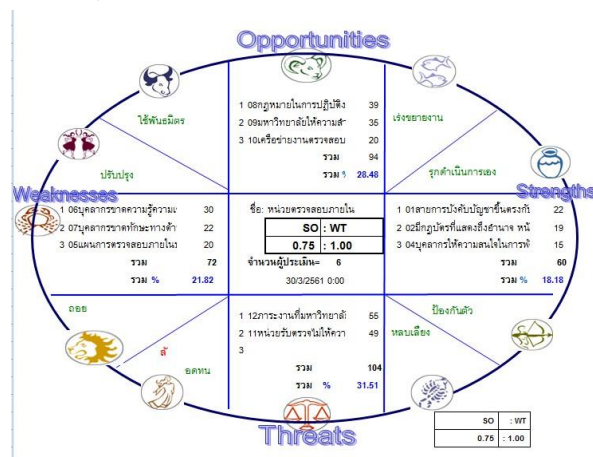 Opportunities
1 08กฎหมายในการปฏิบัติง 39
2 09มหาวิทยาลัยให้ความสำ 35
3 10เครือข่ายงานตรวจสอบ 20
รวม 94
รวม % 28.48
ใช้พันธมิตร
ปรับปรุง
เร่งขยายงาน
รุกดำเนินการเอง
Weaknesses
1 06บุคลากรขาดความรู้ความเ 30
2 07บุคลากรขาดทักษะทางด้า 22
3 05แผนการตรวจสอบภายใน 20
รวม 72
รวม % 21.82
ชื่อ: หน่วยตรวจสอบภายใน
SO : WT
0.75 : 1.00
จำนวนผู้ประเมิน= 6
30/3/2561 0:00
Strengths
1 01สายการบังคับบัญชาขึ้นตรงกั 22
2 02มีกฎบัตรที่แสดงถึงอำนาจ หน้ 19
3 04บุคลากรให้ความสนใจในการพั 15
รวม 60
รวม % 18.18
ถอย
สู้
อดทน
1 12ภาระงานที่มหาวิทยาลั 55
2 11หน่วยรับตรวจไม่ให้ควา 49
3
รวม 104
รวม % 31.51
ป้องกันตัว
หลบเลี่ยง
Threats
SO : WT
0.75 : 1.00